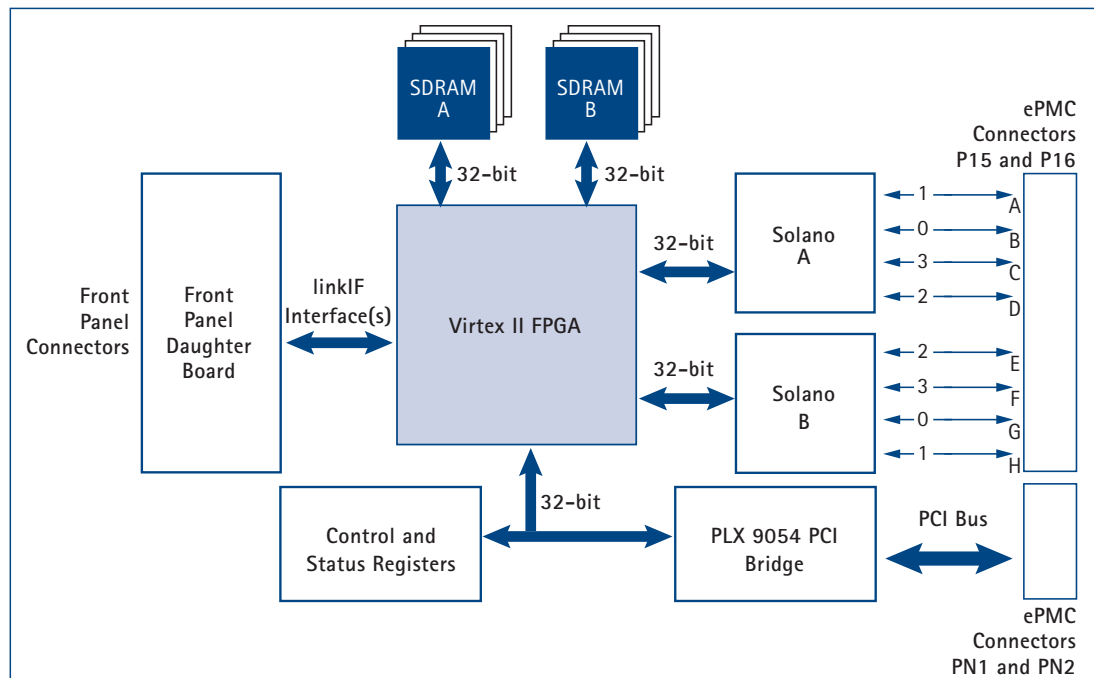 SDRAM
A
SDRAM
B
ePMC
Connectors
P15 and P16
32-bit
32-bit
Front
Panel
Connectors
Front
Panel
Daughter
Board
linkIF
Interface(s)
Virtex II FPGA
32-bit
Solano
A
1
A
0
B
3
C
2
D
32-bit
Solano
B
2
E
3
F
0
G
1
H
32-bit
Control and
Status Registers
PLX 9054 PCI
Bridge
PCI Bus
ePMC
Connectors
PN1 and PN2